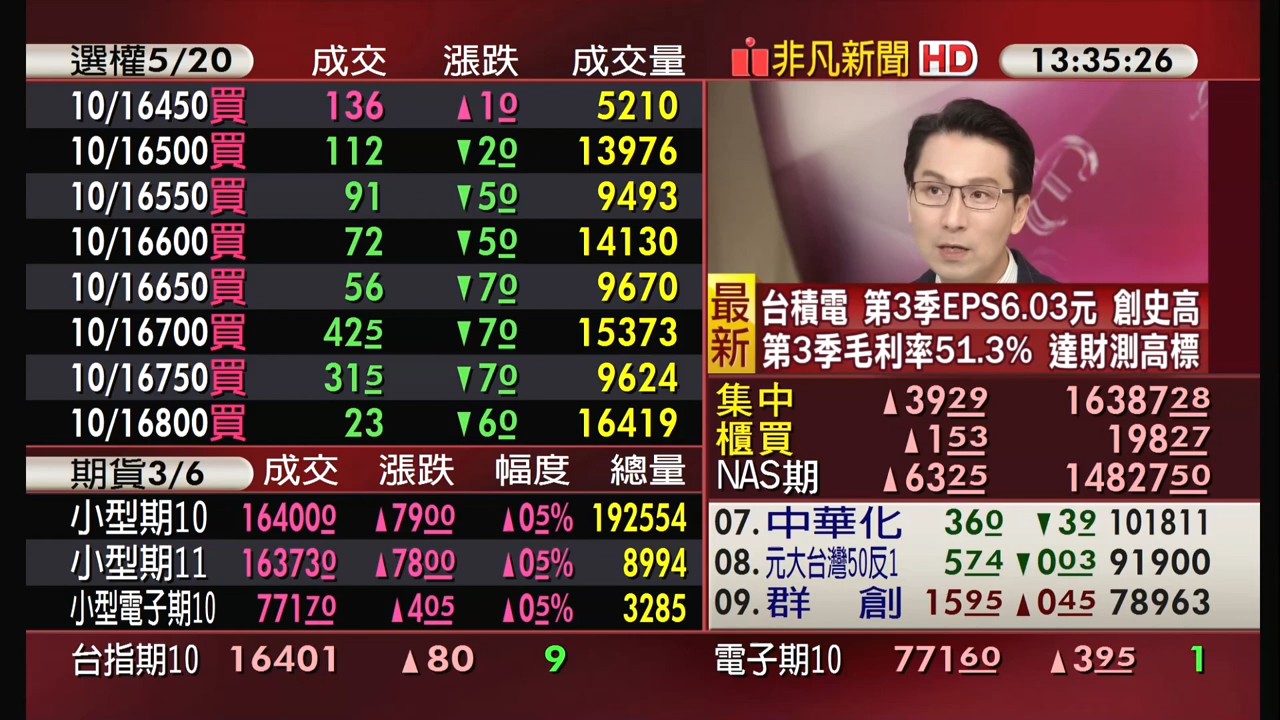 選權5/20 成交 漲跌 成交量
10/16450買 136 ▲10 5210
10/16500買 112 ▼20 13976
10/16550買 91 ▼50 9493
10/16600買 72 ▼50 14130
10/16650買 56 ▼70 9670
10/16700買 425 ▼70 15373
10/16750買 315 ▼70 9624
10/16800買 23 ▼60 16419
期貨3/6 成交 漲跌 幅度 總量
小型期10 164000 ▲7900 ▲05% 192554
小型期11 163730 ▲7800 ▲05% 8994
小型電子期10 77170 ▲405 ▲05% 3285
非凡新聞HD 13:35:26
最新
台積電 第3季EPS6.03元 創史高
第3季毛利率51.3% 達財測高標
集中 ▲3929 1638728
櫃買 ▲153 19827
NAS期 ▲6325 1482750
07.中華化 360 ▼39 101811
08.元大台灣50反1 574 ▼003 91900
09.群創 1595 ▲045 78963
台指期10 16401 ▲80 9 電子期10 77160 ▲395 1